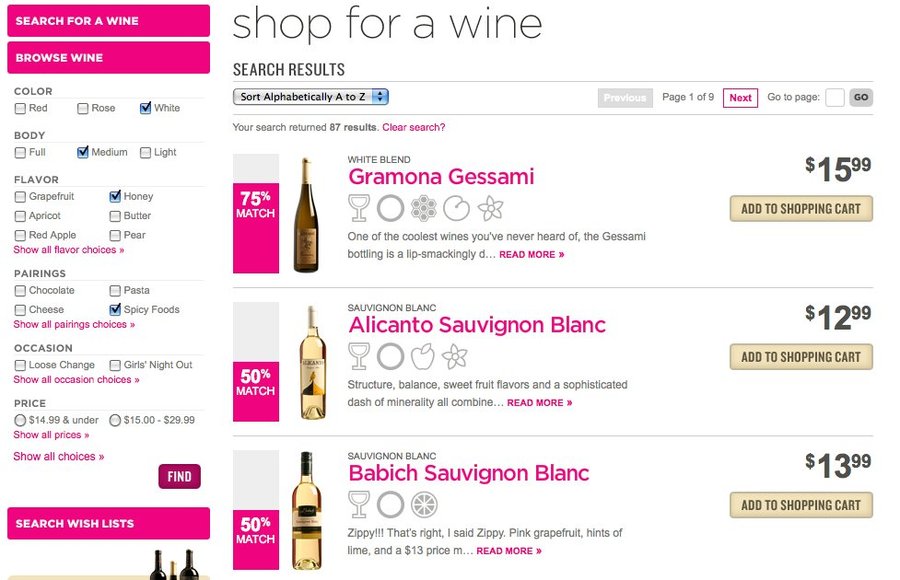 SEARCH FOR A WINE
BROWSE WINE
COLOR
Red Rose White
BODY
Full Medium Light
FLAVOR
Grapefruit Honey
Apricot Butter
Red Apple Pear
Show all flavor choices »
PAIRINGS
Chocolate Pasta
Cheese Spicy Foods
Show all pairings choices »
OCCASION
Loose Change Girls' Night Out
Show all occasion choices »
PRICE
$14.99 & under $15.00 - $29.99
Show all prices »
Show all choices »
FIND
SEARCH WISH LISTS
shop for a wine
SEARCH RESULTS
Sort Alphabetically A to Z Previous Page 1 of 9 Next Go to page: GO
Your search returned 87 results. Clear search?
75% MATCH
WHITE BLEND
Gramona Gessami
One of the coolest wines you've never heard of, the Gessami
bottling is a lip-smackingly d... READ MORE »
$15.99
ADD TO SHOPPING CART
50% MATCH
SAUVIGNON BLANC
Alicanto Sauvignon Blanc
Structure, balance, sweet fruit flavors and a sophisticated
dash of minerality all combine... READ MORE »
$12.99
ADD TO SHOPPING CART
50% MATCH
SAUVIGNON BLANC
Babich Sauvignon Blanc
Zippy!!! That's right, I said Zippy. Pink grapefruit, hints of
lime, and a $13 price m... READ MORE »
$13.99
ADD TO SHOPPING CART